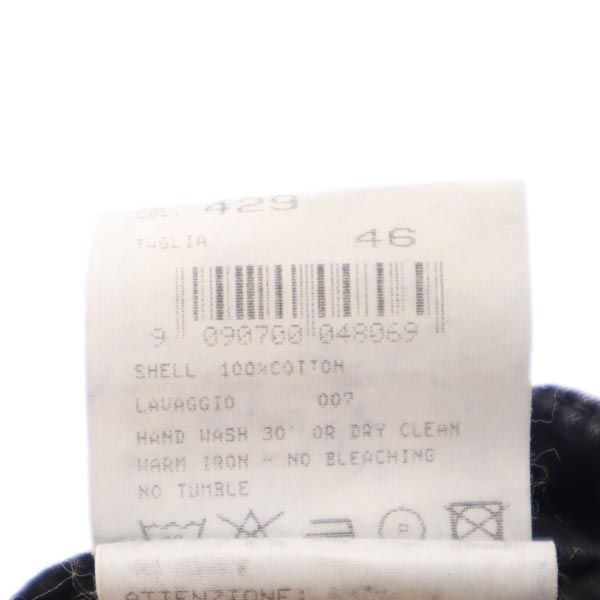 COL. 429
TAGLIA 46
9 090700 048069
SHELL 100%COTTON
LAVAGGIO 007
HAND WASH 30° OR DRY CLEAN
WARM IRON - NO BLEACHING
NO TUMBLE
P
ATTENZIONE: